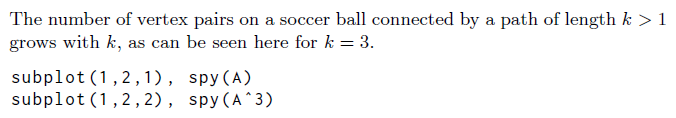 The number of vertex pairs on a soccer ball connected by a path of length k > 1
grows with k, as can be seen here for k = 3.
subplot(1,2,1), spy(A)
subplot(1,2,2), spy(A^3)